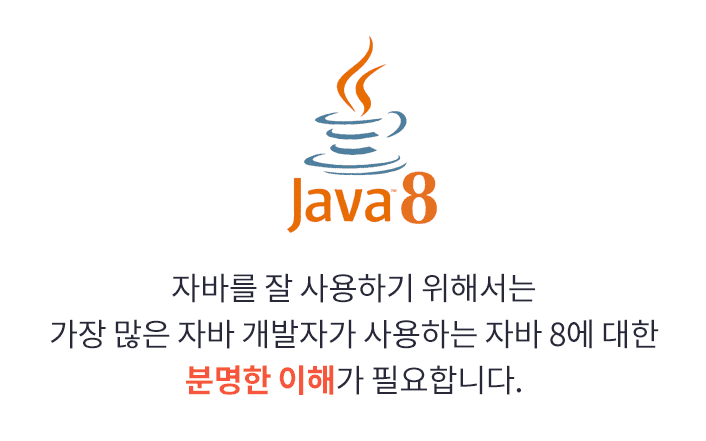 Java™ 8
자바를 잘 사용하기 위해서는
가장 많은 자바 개발자가 사용하는 자바 8에 대한
분명한 이해가 필요합니다.